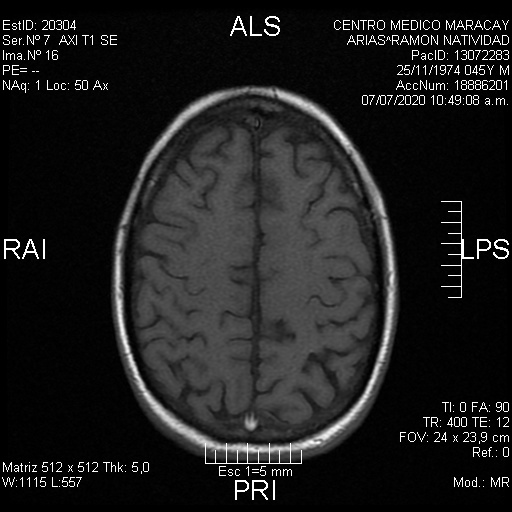 EstID: 20304
Ser.Nº 7 AXI T1 SE
Ima.Nº 16
PE= --
NAq: 1 Loc: 50 Ax
ALS
CENTRO MEDICO MARACAY
ARIAS^RAMON NATIVIDAD
PacID: 13072283
25/11/1974 045Y M
AccNum: 18886201
07/07/2020 10:49:08 a.m.
RAI
LPS
TI: 0 FA: 90
TR: 400 TE: 12
FOV: 24 x 23,9 cm
Ref.: 0
Mod.: MR
Matriz 512 x 512 Thk: 5,0
W:1115 L:557
Esc 1=5 mm
PRI